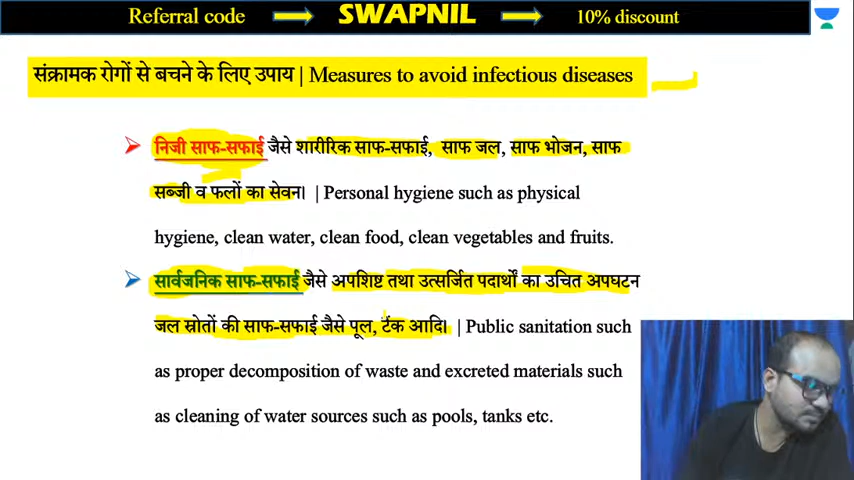 Referral code SWAPNIL 10% discount
संक्रामक रोगों से बचने के लिए उपाय | Measures to avoid infectious diseases
निजी साफ-सफाई जैसे शारीरिक साफ-सफाई, साफ जल, साफ भोजन, साफ
सब्जी व फलों का सेवन। | Personal hygiene such as physical
hygiene, clean water, clean food, clean vegetables and fruits.
सार्वजनिक साफ-सफाई जैसे अपशिष्ट तथा उत्सर्जित पदार्थों का उचित अपघटन
जल स्रोतों की साफ-सफाई जैसे पूल, टैंक आदि। | Public sanitation such
as proper decomposition of waste and excreted materials such
as cleaning of water sources such as pools, tanks etc.